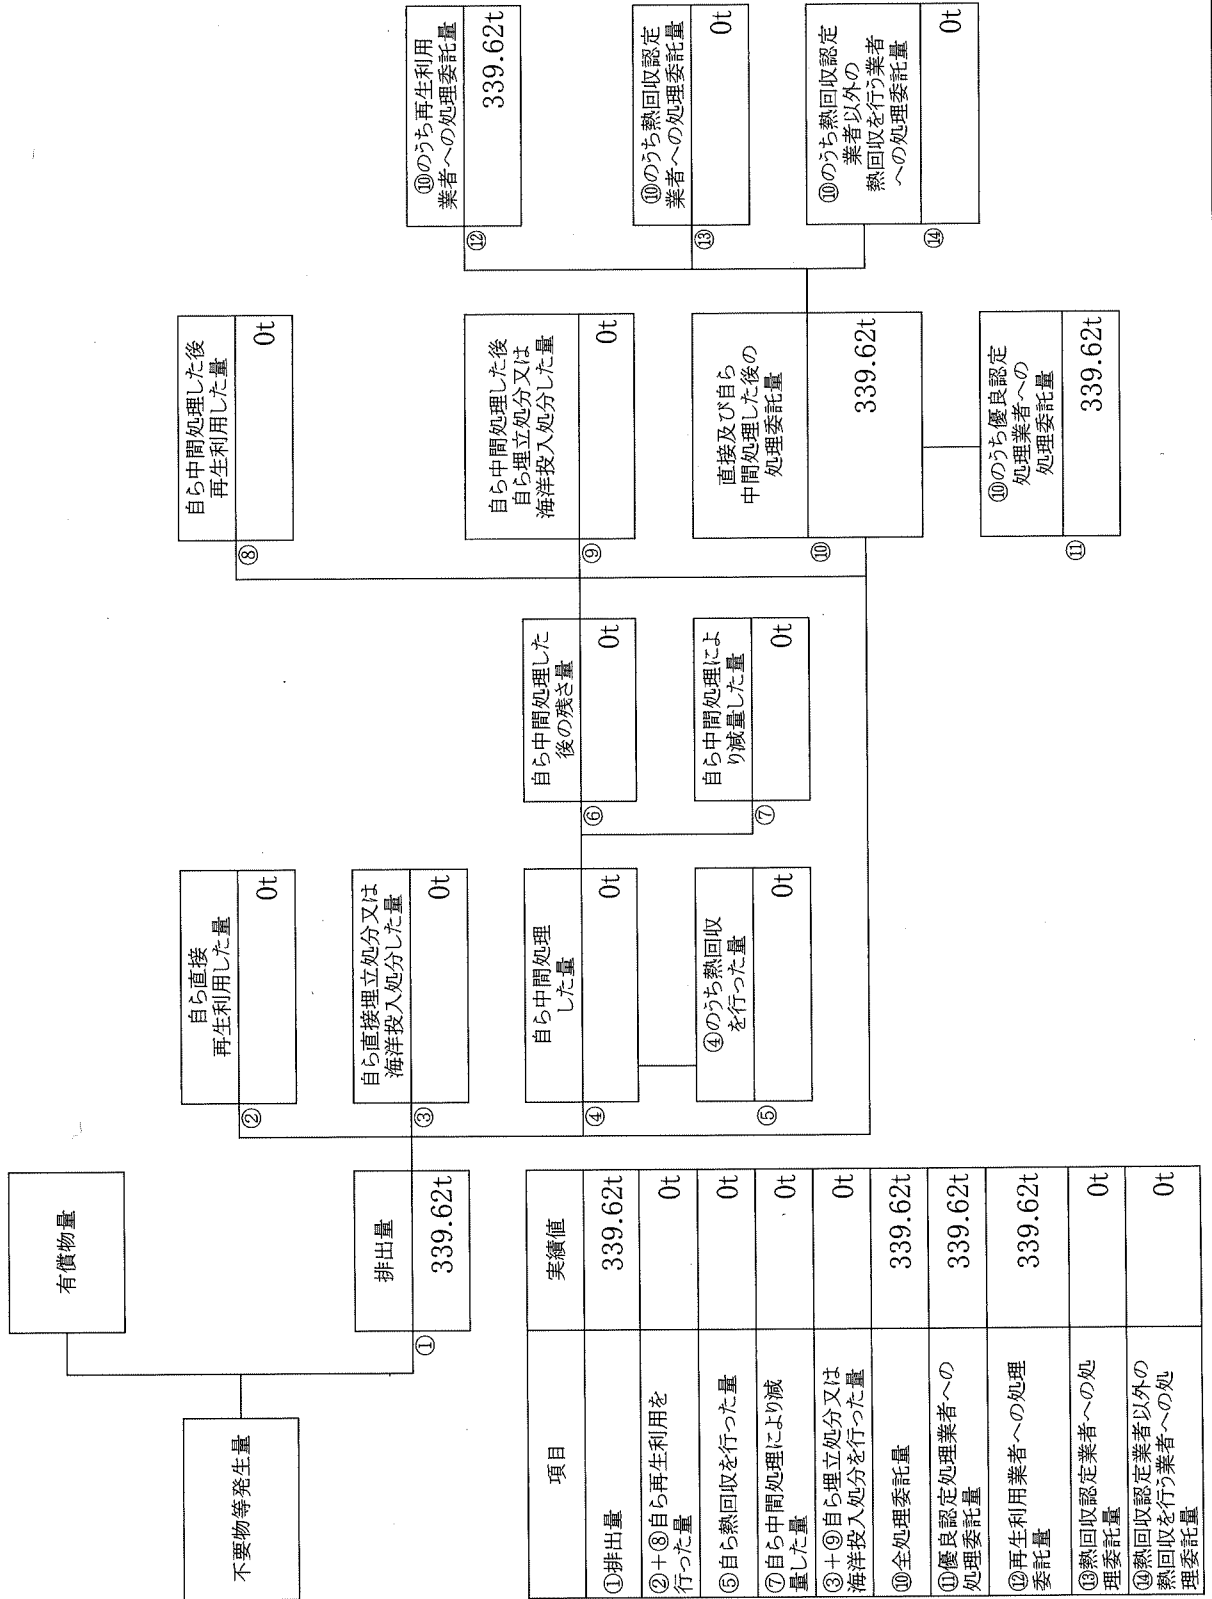 不要物等発生量
有償物量
排出量
①
339.62t
自ら直接
再生利用した量
②
0t
自ら直接埋立処分又は
海洋投入処分した量
③
0t
自ら中間処理
した量
④
0t
④のうち熱回収
を行った量
⑤
0t
自ら中間処理した
後の残さ量
⑥
0t
自ら中間処理によ
り減量した量
⑦
0t
自ら中間処理した後
再生利用した量
⑧
0t
自ら中間処理した後
自ら埋立処分又は
海洋投入処分した量
⑨
0t
直接及び自ら
中間処理した後の
処理委託量
⑩
339.62t
⑩のうち優良認定
処理業者への
処理委託量
⑪
339.62t
⑩のうち再生利用
業者への処理委託量
⑫
339.62t
⑩のうち熱回収認定
業者への処理委託量
⑬
0t
⑩のうち熱回収認定
業者以外の
熱回収を行う業者
への処理委託量
⑭
0t
項目 実績値
①排出量 339.62t
②+⑧自ら再生利用を
行った量 0t
⑤自ら熱回収を行った量 0t
⑦自ら中間処理により減
量した量 0t
③+⑨自ら埋立処分又は
海洋投入処分を行った量 0t
⑩全処理委託量 339.62t
⑪優良認定処理業者への
処理委託量 339.62t
⑫再生利用業者への処理
委託量 339.62t
⑬熱回収認定業者への処
理委託量 0t
⑭熱回収認定業者以外の
熱回収を行う業者への処
理委託量 0t